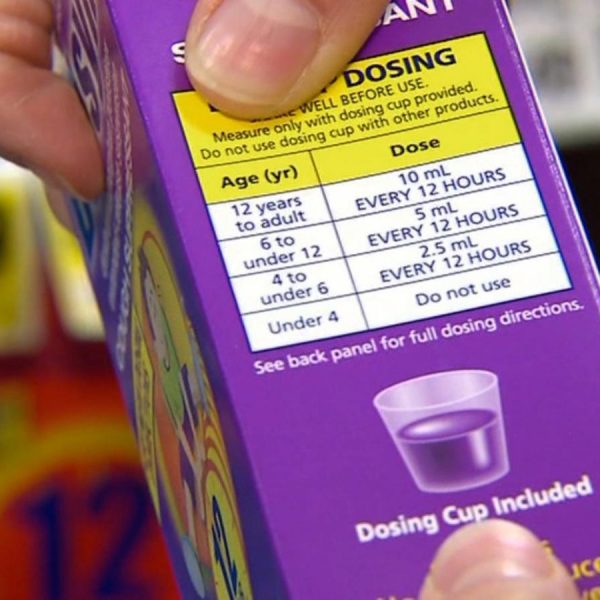 DOSING
WELL BEFORE USE.
Measure only with dosing cup provided.
Do not use dosing cup with other products.
Age (yr)
Dose
12 years
to adult
10 mL
EVERY 12 HOURS
6 to
under 12
5 mL
EVERY 12 HOURS
4 to
under 6
2.5 mL
EVERY 12 HOURS
Under 4
Do not use
See back panel for full dosing directions.
Dosing Cup Included
12
12